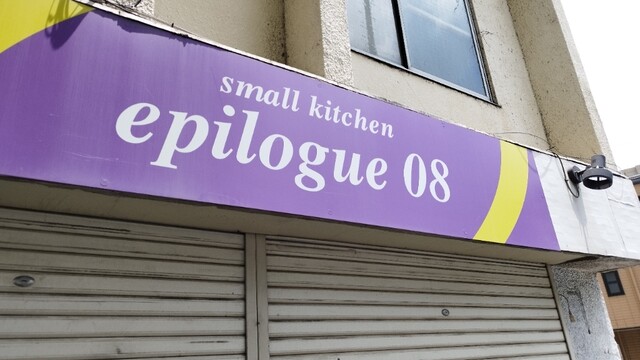 small kitchen
epilogue 08